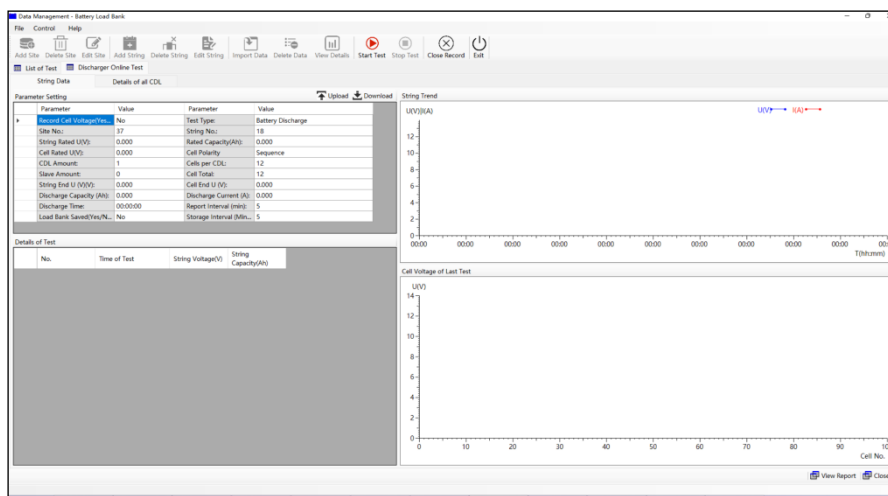 Data Management - Battery Load Bank
File Control Help
Add Site Delete Site Edit Site Add String Delete String Edit String Import Data Delete Data View Details Start Test Stop Test Close Record Exit
List of Test Discharger Online Test
String Data Details of all CDL
Parameter Setting Upload Download
Parameter Value Parameter Value
Record Cell Voltage(Yes... No Test Type: Battery Discharge
Site No.: 37 String No.: 18
String Rated U(V): 0.000 Rated Capacity(Ah): 0.000
Cell Rated U(V): 0.000 Cell Polarity Sequence
CDL Amount: 1 Cells per CDL: 12
Slave Amount: 0 Cell Total: 12
String End U (V)(V): 0.000 Cell End U (V): 0.000
Discharge Capacity (Ah): 0.000 Discharge Current (A): 0.000
Discharge Time: 00:00:00 Report Interval (min): 5
Load Bank Saved(Yes/N... No Storage Interval (Min... 5
Details of Test
No. Time of Test String Voltage(V) String Capacity(Ah)
String Trend
U(V)|I(A) U(V) I(A)
12
10
8
6
4
2
0
00:00 00:00 00:00 00:00 00:00 00:00 00:00 00:00 00:00 00:00 00:
T(hh:mm)
Cell Voltage of Last Test
U(V)
14
12
10
8
6
4
2
0
0 10 20 30 40 50 60 70 80 90 10
Cell No.
View Report Close